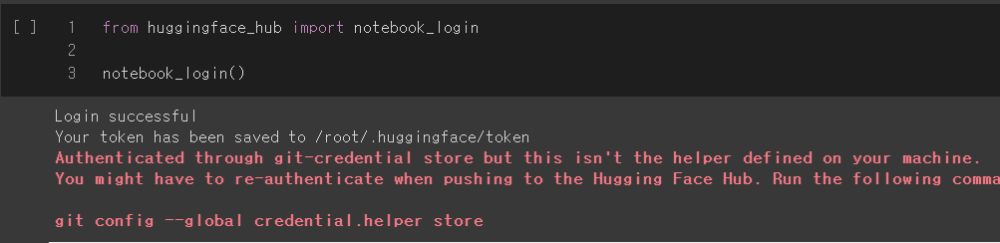 [ ]
1 from huggingface_hub import notebook_login
2
3 notebook_login()
Login successful
Your token has been saved to /root/.huggingface/token
Authenticated through git-credential store but this isn't the helper defined on your machine.
You might have to re-authenticate when pushing to the Hugging Face Hub. Run the following comma
git config --global credential.helper store